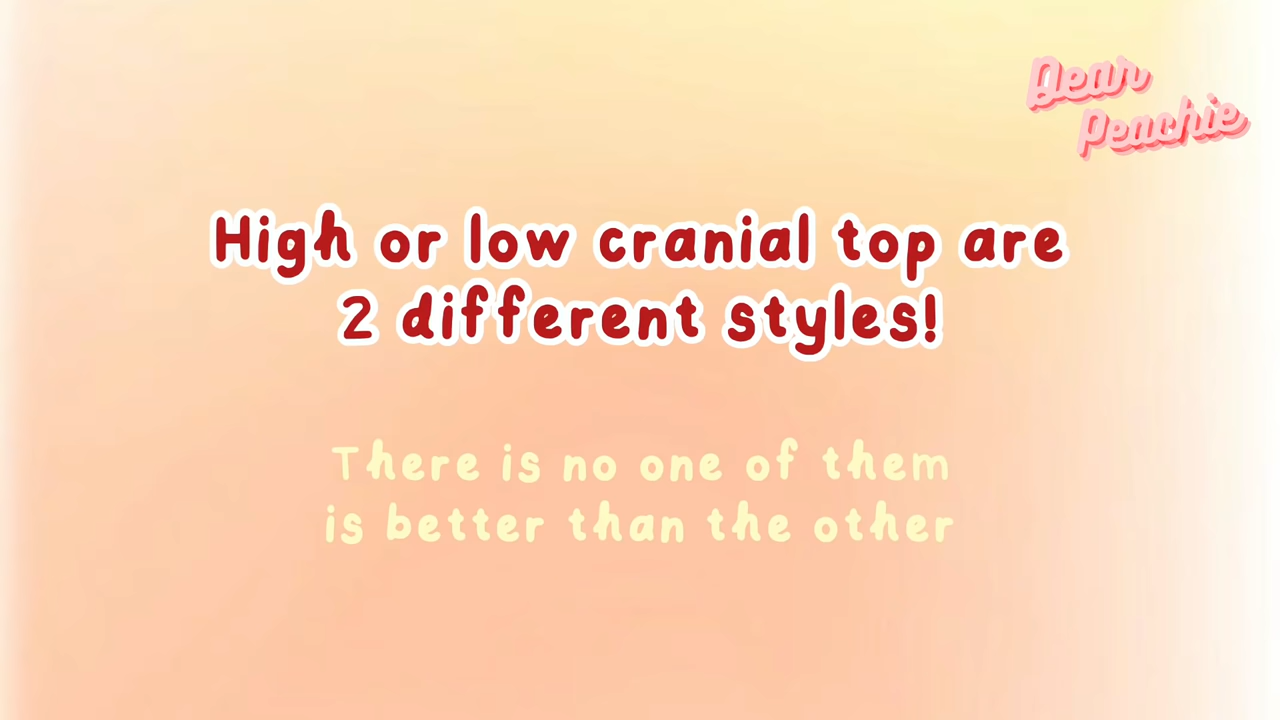 Dear
Peachie
High or low cranial top are
2 different styles!
There is no one of them
is better than the other